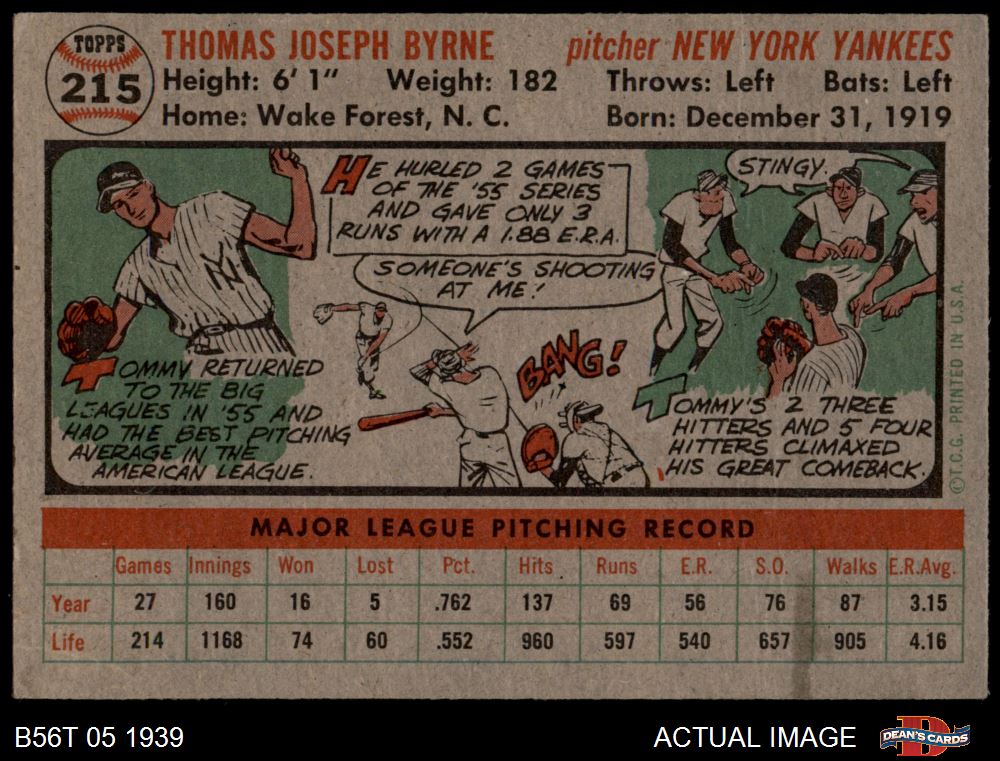 TOPPS
215
THOMAS JOSEPH BYRNE
pitcher NEW YORK YANKEES
Height: 6' 1" Weight: 182 Throws: Left Bats: Left
Home: Wake Forest, N. C. Born: December 31, 1919
HE HURLED 2 GAMES
OF THE '55 SERIES
AND GAVE ONLY 3
RUNS WITH A 1.88 E.R.A.
STINGY.
SOMEONE'S SHOOTING
AT ME!
BANG!
NY
TOMMY RETURNED
TO THE BIG
LEAGUES IN '55 AND
HAD THE BEST PITCHING
AVERAGE IN THE
AMERICAN LEAGUE.
TOMMY'S 2 THREE
HITTERS AND 5 FOUR
HITTERS CLIMAXED
HIS GREAT COMEBACK.
©T.C.G. PRINTED IN U.S.A.
MAJOR LEAGUE PITCHING RECORD
Games Innings Won Lost Pct. Hits Runs E.R. S.O. Walks E.R.Avg.
Year 27 160 16 5 .762 137 69 56 76 87 3.15
Life 214 1168 74 60 .552 960 597 540 657 905 4.16
B56T 05 1939
ACTUAL IMAGE
D
DEAN'S CARDS